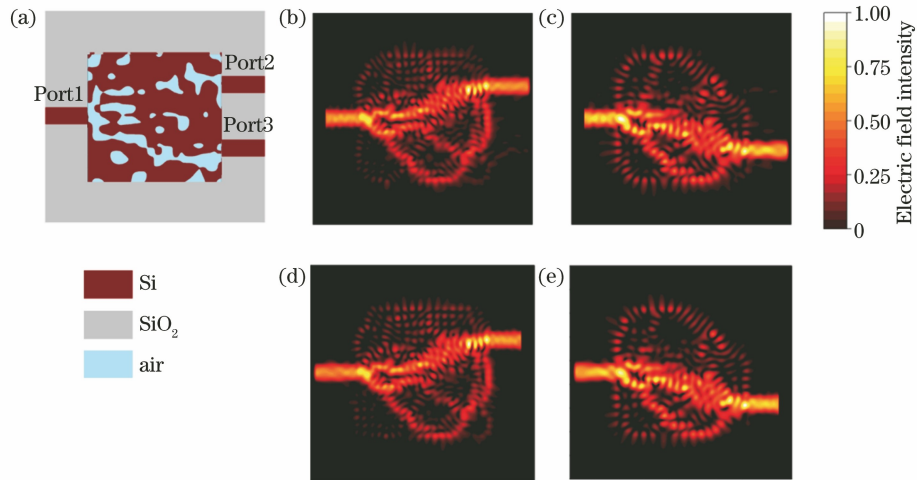 (a)
Port1
Port2
Port3
(b)
(c)
1.00
0.75
0.50
0.25
0
Electric field intensity
Si
SiO₂
air
(d)
(e)